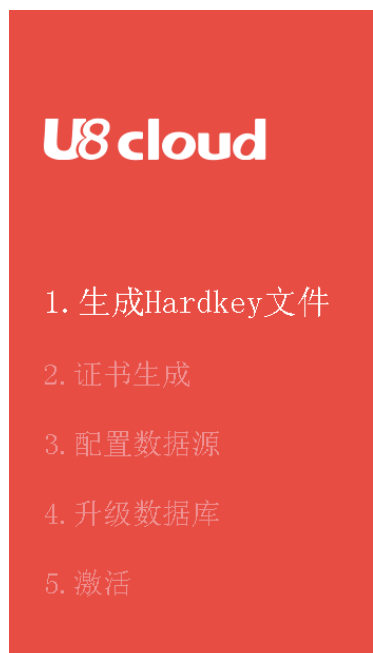 U8 cloud
1.生成Hardkey文件
2.证书生成
3.配置数据源
4.升级数据库
5.激活